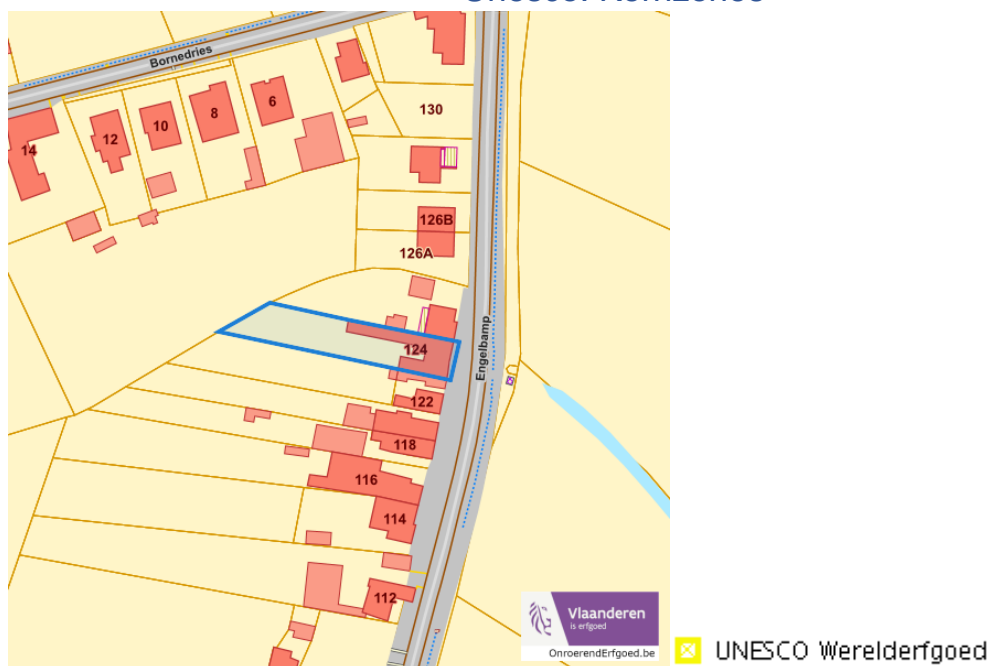 Bornedries
6
8
10
12
14
130
126B
126A
124
Engelbamp
122
118
116
114
112
Vlaanderen
is erfgoed
OnroerendErfgoed.be
UNESCO Werelderfgoed